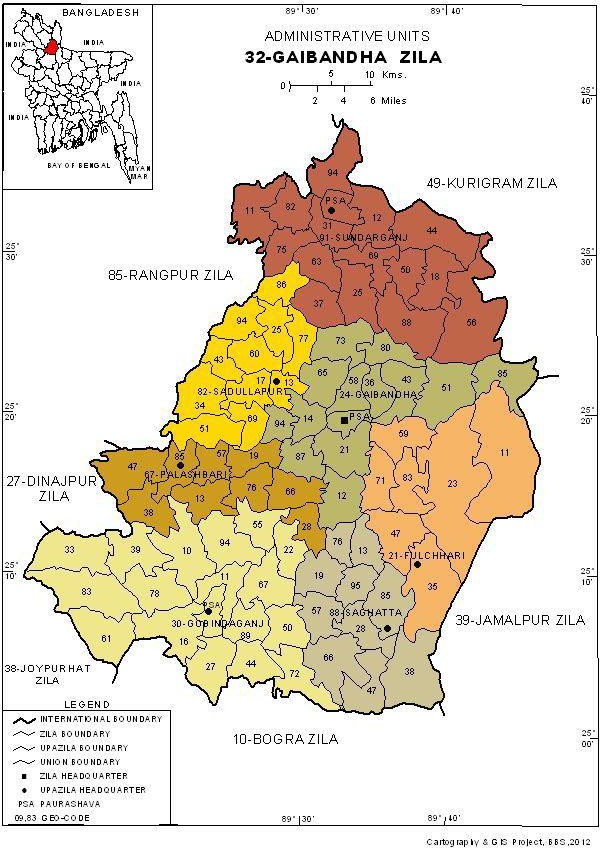 89° 30'
89° 40'
BANGLADESH
INDIA
INDIA
INDIA
INDIA
BAY OF BENGAL
MYAN
MAR
ADMINISTRATIVE UNITS
32-GAIBANDHA ZILA
0 5 10 Kms.
2 4 6 Miles
25°
40'
94
49-KURIGRAM ZILA
11
82
PSA
31
12
44
91-SUNDARGANJ
25°
30'
25°
30'
75
63
69
50
18
85-RANGPUR ZILA
86
37
25
88
56
94
25
77
73
80
43
60
65
58
36
43
51
85
17
13
82-SADULLAPUR
24-GAIBANDHA
34
69
51
94
14
PSA
25°
20'
25°
20'
59
11
21
87
85
57
19
47
67-PALASHBARI
71
83
23
27-DINAJPUR
ZILA
13
76
66
12
38
28
55
47
33
39
10
94
22
76
13
21-FULCHHARI
25°
10'
25°
10'
11
19
83
78
67
95
85
35
PSA
57
88-SAGHATTA
39-JAMALPUR ZILA
30-GOBINDAGANJ
50
28
61
16
89
38-JOYPURHAT
ZILA
27
44
72
66
47
38
10-BOGRA ZILA
25°
00'
LEGEND
INTERNATIONAL BOUNDARY
ZILA BOUNDARY
UPAZILA BOUNDARY
UNION BOUNDARY
ZILA HEADQUARTER
UPAZILA HEADQUARTER
PSA PAURASHAVA
09,83 GEO-CODE
89° 30'
89° 40'
Cartography & GIS Project, BBS,2012